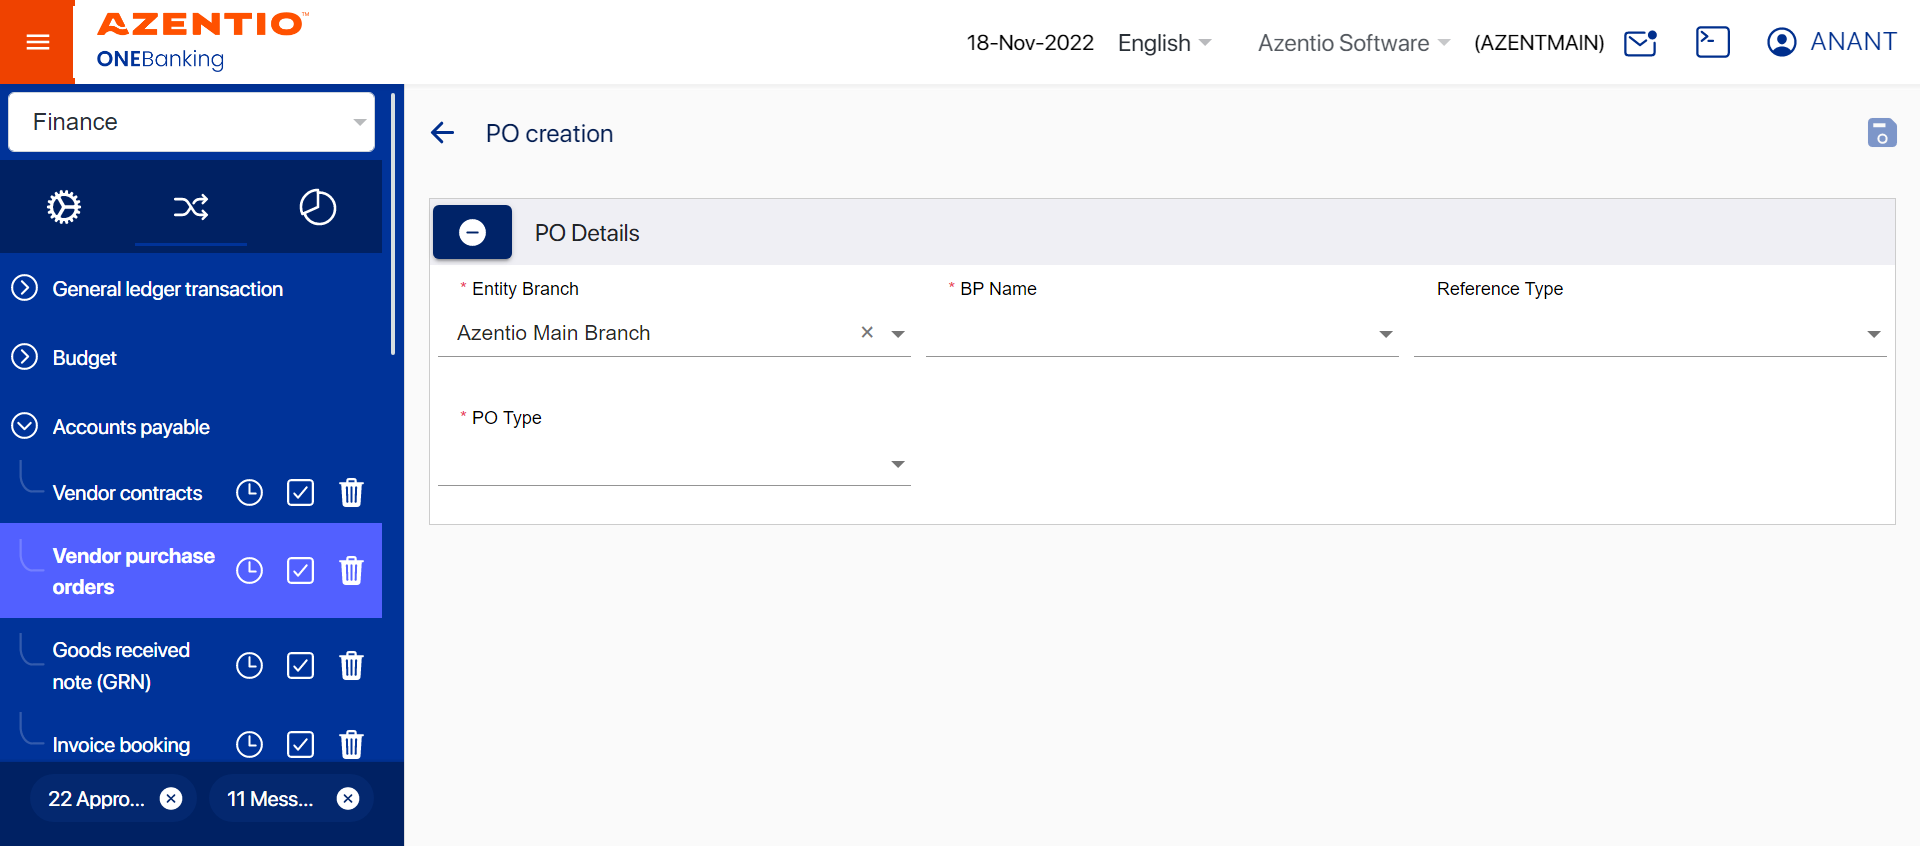 AZENTIO™
ONEBanking
18-Nov-2022
English
Azentio Software
(AZENTMAIN)
ANANT
Finance
General ledger transaction
Budget
Accounts payable
Vendor contracts
Vendor purchase
orders
Goods received
note (GRN)
Invoice booking
22 Appro...
11 Mess...
PO creation
PO Details
* Entity Branch
Azentio Main Branch
* BP Name
Reference Type
* PO Type